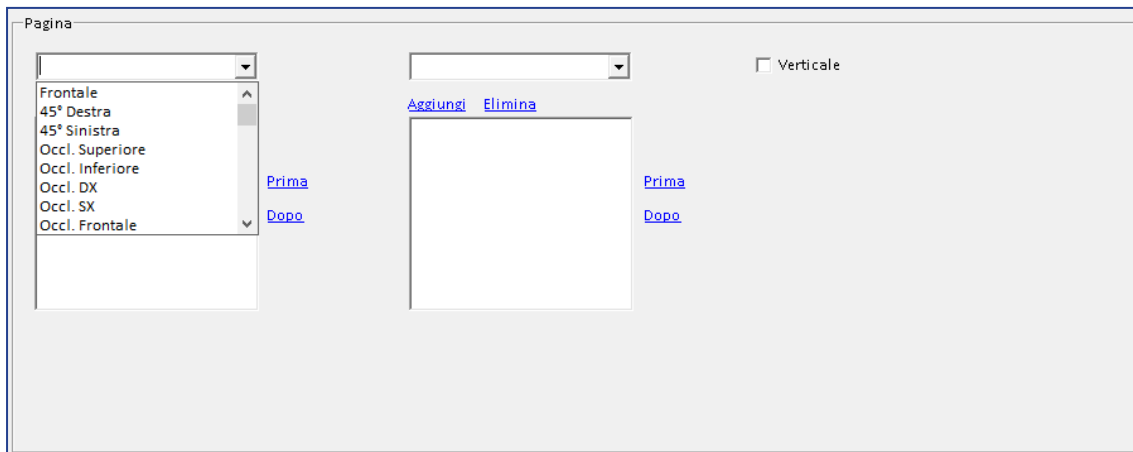 Pagina
Verticale
Frontale
45° Destra
45° Sinistra
Occl. Superiore
Occl. Inferiore
Occl. DX
Occl. SX
Occl. Frontale
Prima
Dopo
Aggiungi Elimina
Prima
Dopo